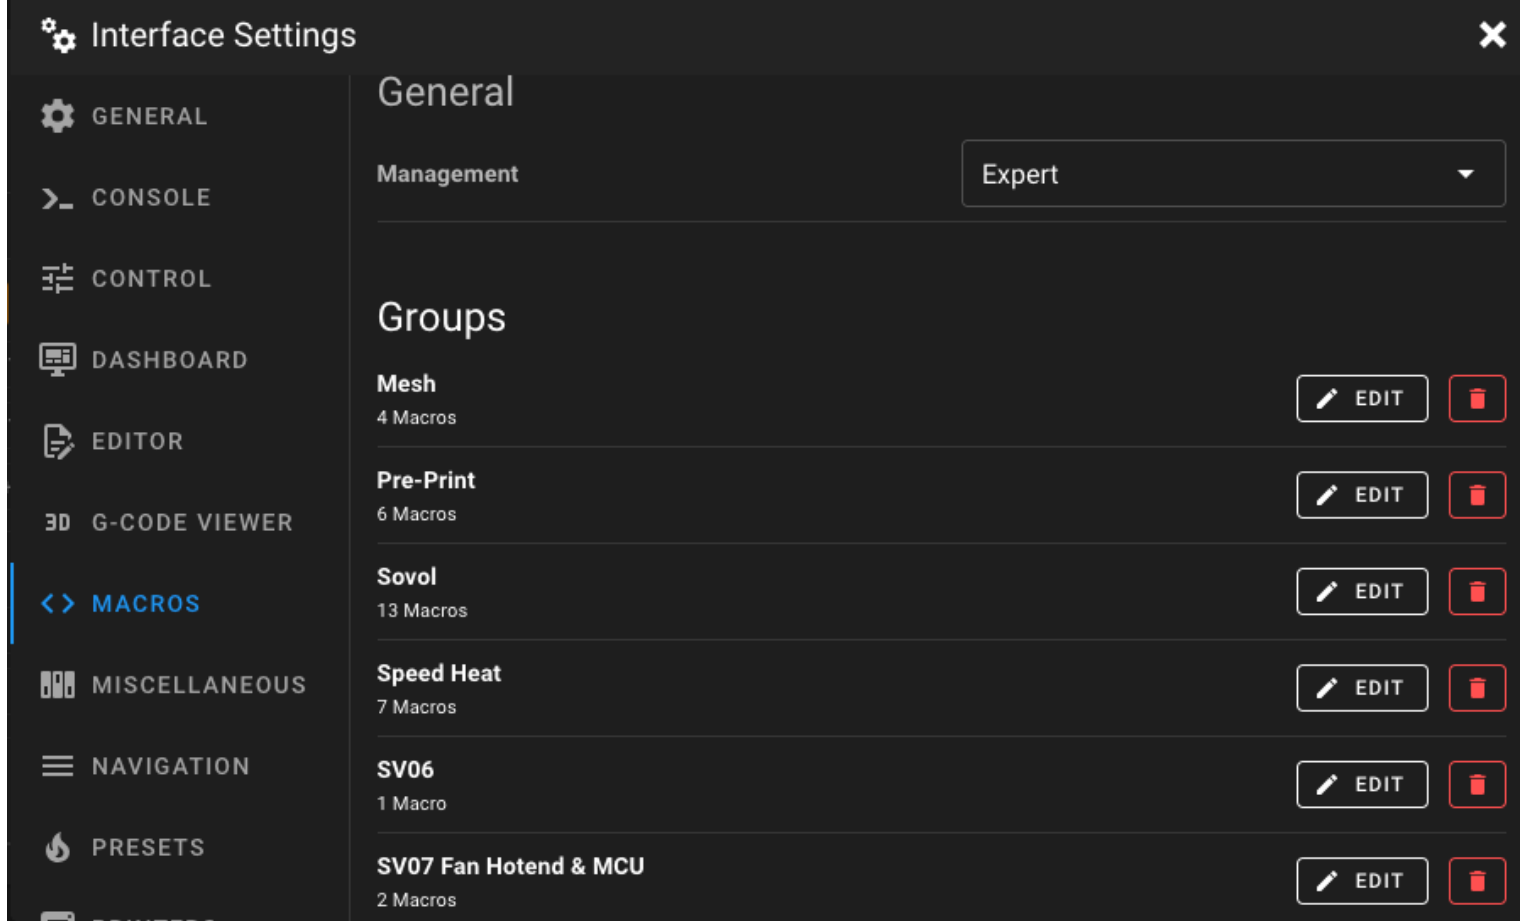 Interface Settings
GENERAL
CONSOLE
CONTROL
DASHBOARD
EDITOR
3D G-CODE VIEWER
MACROS
MISCELLANEOUS
NAVIGATION
PRESETS
PRINTERS
General
Management
Expert
Groups
Mesh
4 Macros
EDIT
Pre-Print
6 Macros
EDIT
Sovol
13 Macros
EDIT
Speed Heat
7 Macros
EDIT
SV06
1 Macro
EDIT
SV07 Fan Hotend & MCU
2 Macros
EDIT